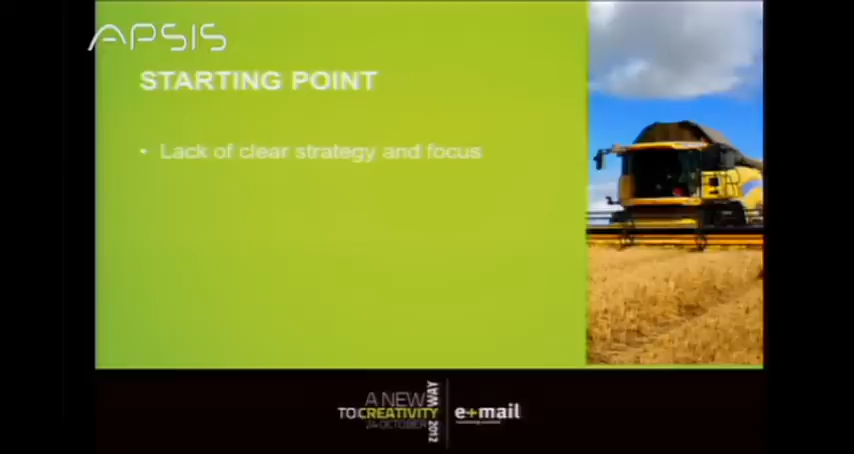 APSIS
STARTING POINT
• Lack of clear strategy and focus
A NEW WAY
TO CREATIVITY
24 OCTOBER 2012
e+mail